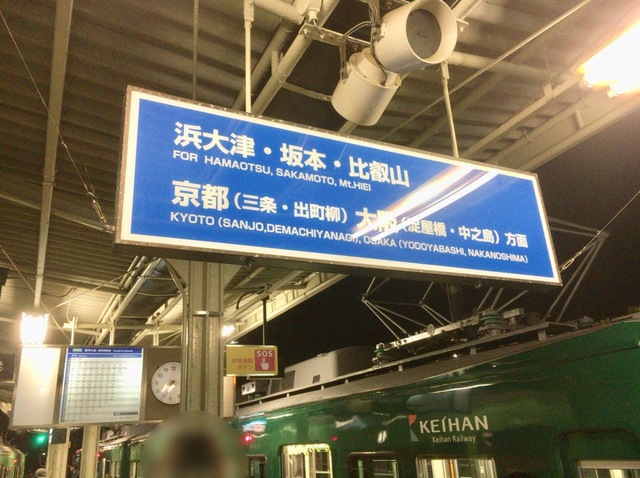 浜大津・坂本・比叡山
FOR HAMAOTSU, SAKAMOTO, Mt.HIEI
京都(三条・出町柳) 大阪(淀屋橋・中之島)方面
KYOTO (SANJO,DEMACHIYANAGI), OSAKA (YODOYABASHI, NAKANOSHIMA)
SOS
KEIHAN
Keihan Railway